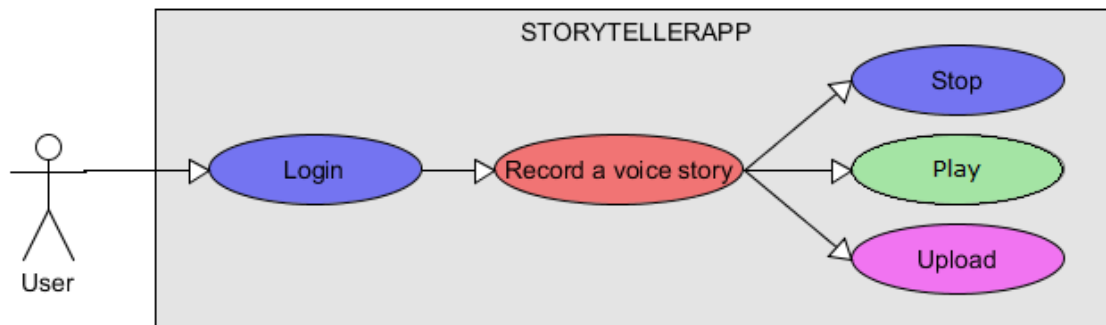 STORYTELLERAPP
Stop
Login
Record a voice story
Play
Upload
User